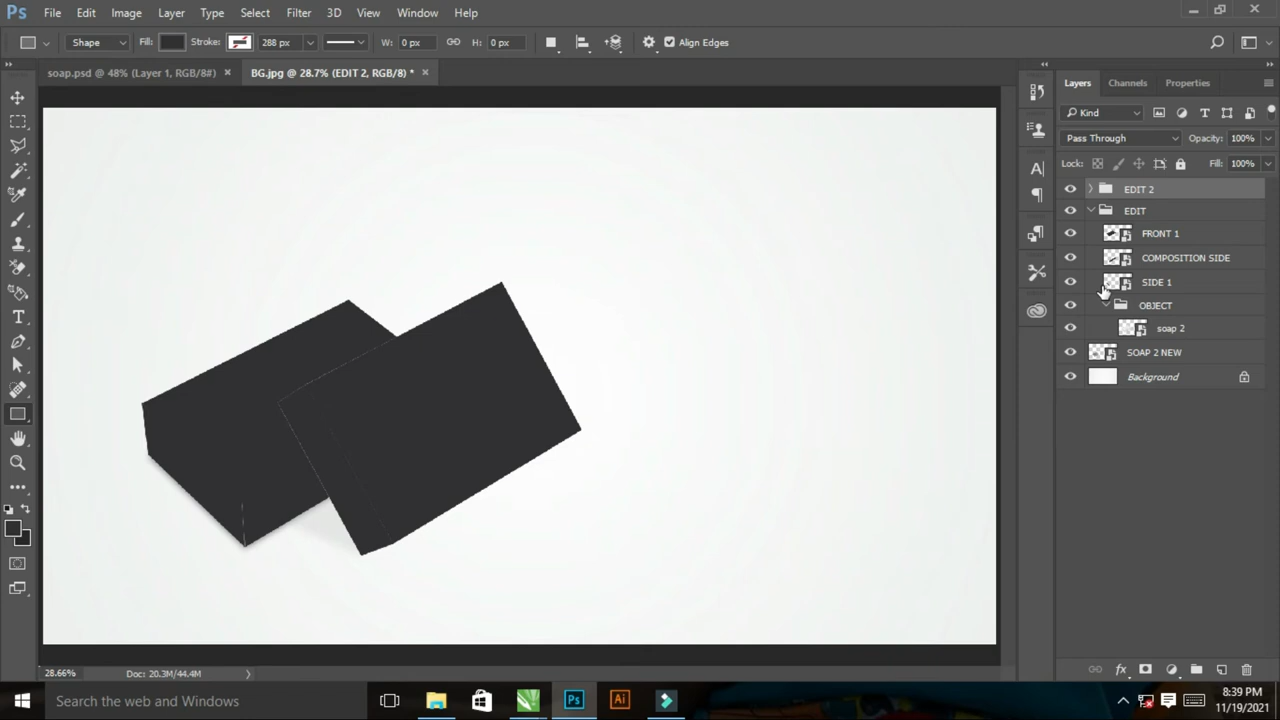 Ps File Edit Image Layer Type Select Filter 3D View Window Help
Shape Fill: Stroke: 288 px W: 0 px H: 0 px Align Edges
soap.psd @ 48% (Layer 1, RGB/8#) × BG.jpg @ 28.7% (EDIT 2, RGB/8) * ×
Layers Channels Properties
Kind
Pass Through Opacity: 100%
Lock: Fill: 100%
EDIT 2
EDIT
FRONT 1
COMPOSITION SIDE
SIDE 1
OBJECT
soap 2
SOAP 2 NEW
Background
28.66% Doc: 20.3M/44.4M
Search the web and Windows
Ps Ai
8:39 PM
11/19/2021